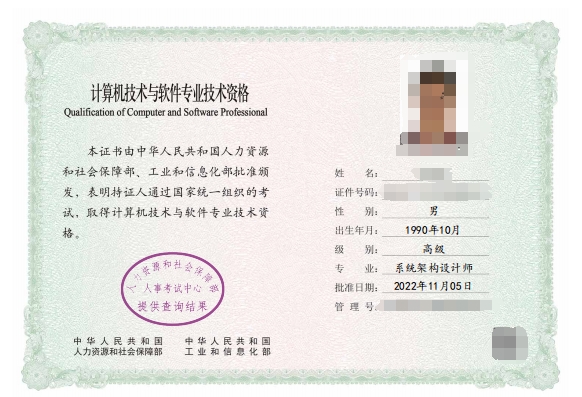 计算机技术与软件专业技术资格
Qualification of Computer and Software Professional
本证书由中华人民共和国人力资源
和社会保障部、工业和信息化部批准颁
发，表明持证人通过国家统一组织的考
试，取得计算机技术与软件专业技术资
格。
人力资源和社会保障部
人事考试中心
提供查询结果
中华人民共和国
人力资源和社会保障部
中华人民共和国
工业和信息化部
姓 名：
证件号码：
性 别： 男
出生年月： 1990年10月
级 别： 高级
专 业： 系统架构设计师
批准日期： 2022年11月05日
管 理 号：